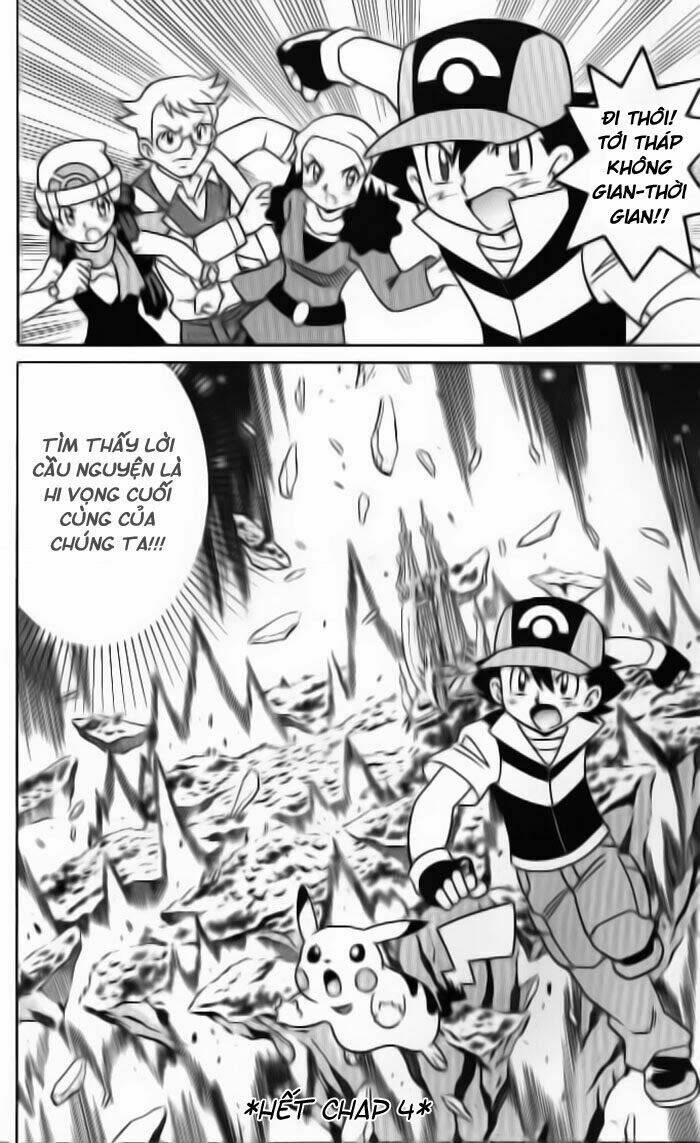 ĐI THÔI!
TỚI THÁP
KHÔNG
GIAN-THỜI
GIAN!!
TÌM THẤY LỜI
CẦU NGUYỆN LÀ
HI VỌNG CUỐI
CÙNG CỦA
CHÚNG TA!!!
*HẾT CHAP 4*